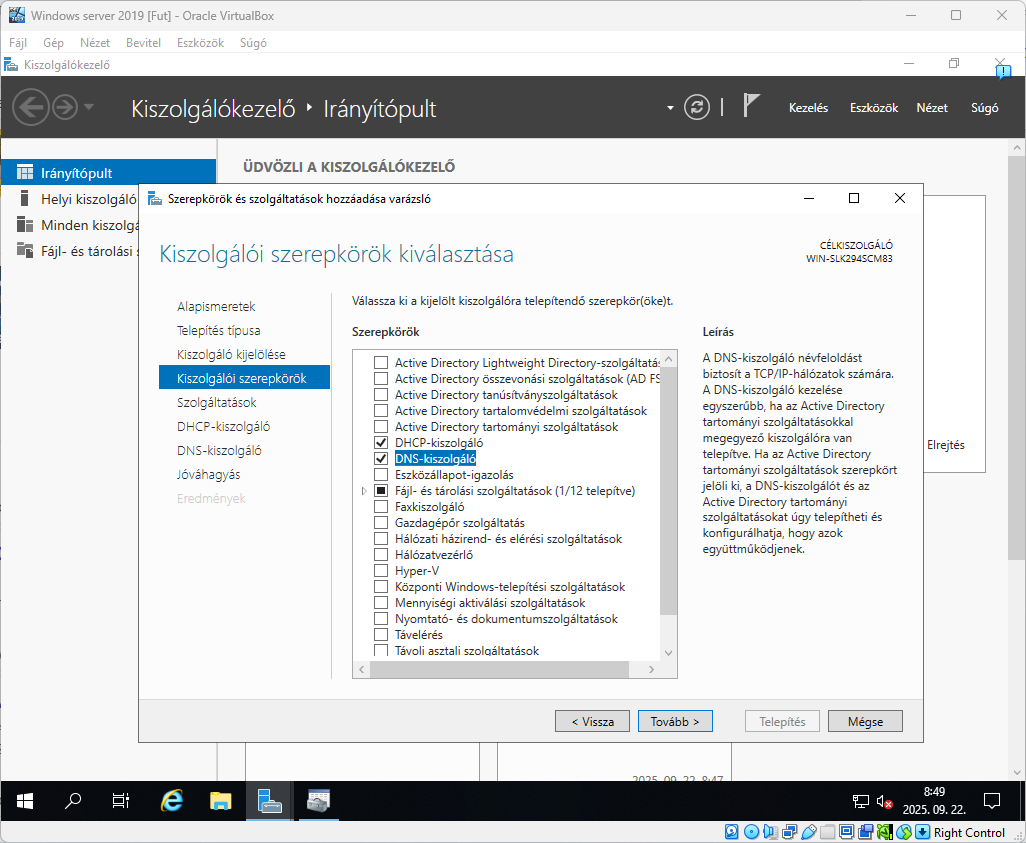 Windows server 2019 [Fut] - Oracle VirtualBox
Fájl Gép Nézet Bevitel Eszközök Súgó
Kiszolgálókezelő
Kiszolgálókezelő Irányítópult
Kezelés Eszközök Nézet Súgó
Irányítópult
Helyi kiszolgáló
Minden kiszolgá
Fájl- és tárolási
ÜDVÖZLI A KISZOLGÁLÓKEZELŐ
Szerepkörök és szolgáltatások hozzáadása varázsló
Kiszolgálói szerepkörök kiválasztása
CÉLKISZOLGÁLÓ
WIN-SLK294SCM83
Alapismeretek
Telepítés típusa
Kiszolgáló kijelölése
Kiszolgálói szerepkörök
Szolgáltatások
DHCP-kiszolgáló
DNS-kiszolgáló
Jóváhagyás
Eredmények
Válassza ki a kijelölt kiszolgálóra telepítendő szerepkör(öke)t.
Szerepkörök
Active Directory Lightweight Directory-szolgáltatás
Active Directory összevonási szolgáltatások (AD FS
Active Directory tanúsítványszolgáltatások
Active Directory tartalomvédelmi szolgáltatások
Active Directory tartományi szolgáltatások
DHCP-kiszolgáló
DNS-kiszolgáló
Eszközállapot-igazolás
Fájl- és tárolási szolgáltatások (1/12 telepítve)
Faxkiszolgáló
Gazdagépőr szolgáltatás
Hálózati házirend- és elérési szolgáltatások
Hálózatvezérlő
Hyper-V
Központi Windows-telepítési szolgáltatások
Mennyiségi aktiválási szolgáltatások
Nyomtató- és dokumentumszolgáltatások
Távelérés
Távoli asztali szolgáltatások
Leírás
A DNS-kiszolgáló névfeloldást
biztosít a TCP/IP-hálózatok számára.
A DNS-kiszolgáló kezelése
egyszerűbb, ha az Active Directory
tartományi szolgáltatásokkal
megegyező kiszolgálóra van
telepítve. Ha az Active Directory
tartományi szolgáltatások szerepkört
jelöli ki, a DNS-kiszolgálót és az
Active Directory tartományi
szolgáltatásokat úgy telepítheti és
konfigurálhatja, hogy azok
együttműködjenek.
Elrejtés
< Vissza Tovább > Telepítés Mégse
2025. 09. 22. 8:47
8:49
2025. 09. 22.
Right Control